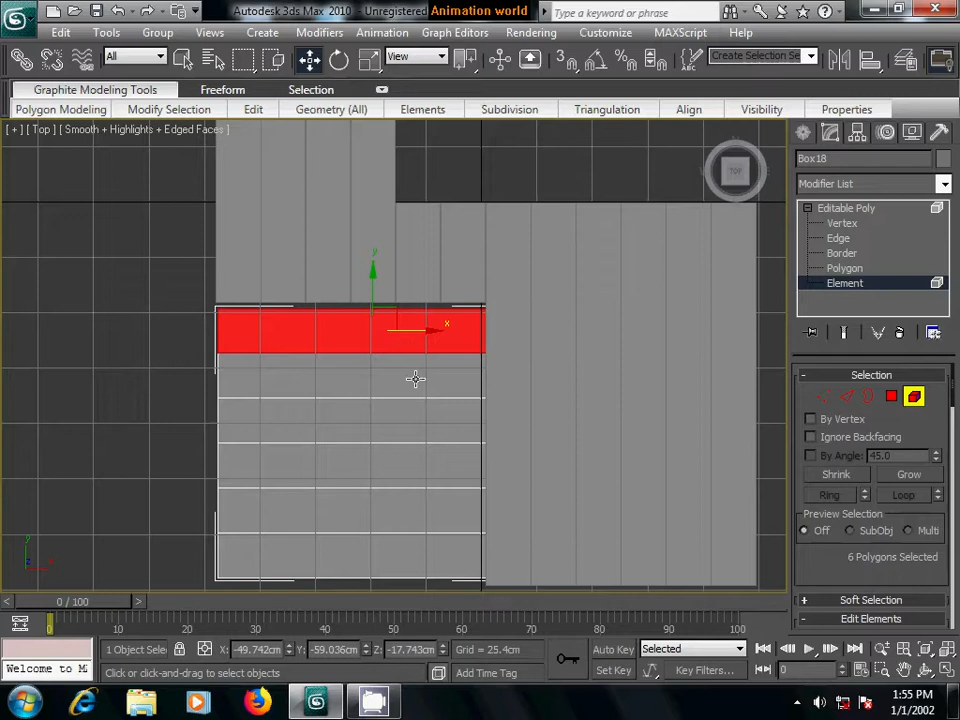 Autodesk 3ds Max 2010 - Unregistered
Animation world
Type a keyword or phrase
Edit Tools Group Views Create Modifiers Animation Graph Editors Rendering Customize MAXScript Help
All View Create Selection Se
Graphite Modeling Tools Freeform Selection
Polygon Modeling Modify Selection Edit Geometry (All) Elements Subdivision Triangulation Align Visibility Properties
[ + ] [ Top ] [ Smooth + Highlights + Edged Faces ]
TOP
y
x
Box18
Modifier List
Editable Poly
Vertex
Edge
Border
Polygon
Element
- Selection
By Vertex
Ignore Backfacing
By Angle: 45.0
Shrink Grow
Ring Loop
Preview Selection
Off SubObj Multi
6 Polygons Selected
+ Soft Selection
- Edit Elements
< 0 / 100 >
0 10 20 30 40 50 60 70 80 90 100
1 Object Selec X: -49.742cm Y: -59.036cm Z: -17.743cm Grid = 25.4cm Auto Key Selected
Welcome to M Click or click-and-drag to select objects Add Time Tag Set Key Key Filters... 0
1:55 PM
1/1/2002